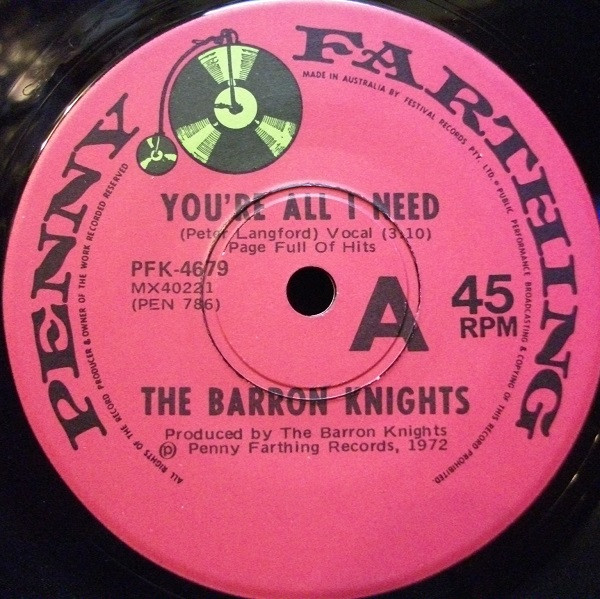 PENNY FARTHING
MADE IN AUSTRALIA BY FESTIVAL RECORDS PTY. LTD. - PUBLIC PERFORMANCE BROADCASTING & COPYING OF THIS RECORD PROHIBITED.
ALL RIGHTS OF THE RECORD PRODUCER & OWNER OF THE WORK RECORDED RESERVED
YOU'RE ALL I NEED
(Peter Langford) Vocal (3.10)
Page Full Of Hits
PFK-4679
MX40221
(PEN 786)
A
45
RPM
THE BARRON KNIGHTS
Produced by The Barron Knights
℗ Penny Farthing Records, 1972